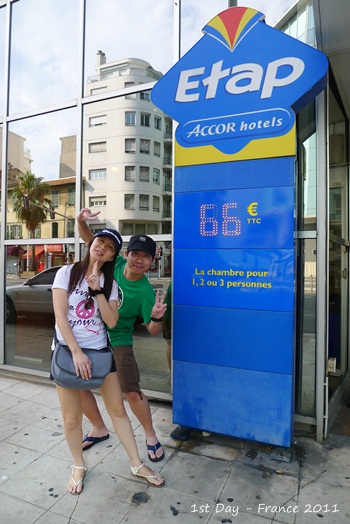 Etap
ACCOR hotels
66 €
TTC
La chambre pour
1, 2 ou 3 personnes
1st Day - France 2011